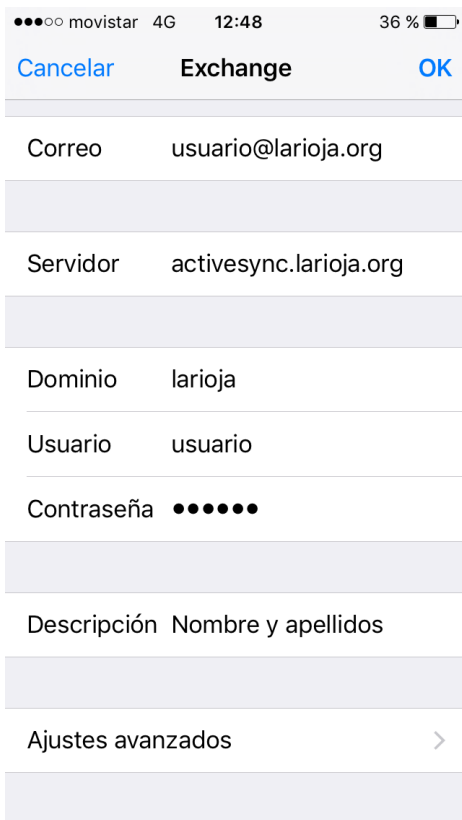 movistar 4G 12:48 36 %
Cancelar Exchange OK
Correo usuario@larioja.org
Servidor activesync.larioja.org
Dominio larioja
Usuario usuario
Contraseña ••••••
Descripción Nombre y apellidos
Ajustes avanzados